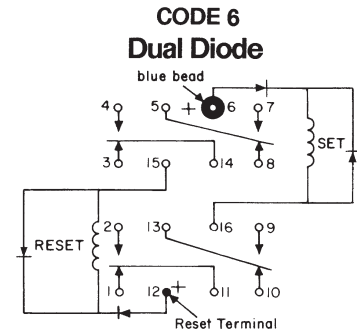 CODE 6
Dual Diode
blue bead
4 5 + 6 7
SET
3 15 14 8
RESET
2 13 16 9
1 12 + 11 10
Reset Terminal